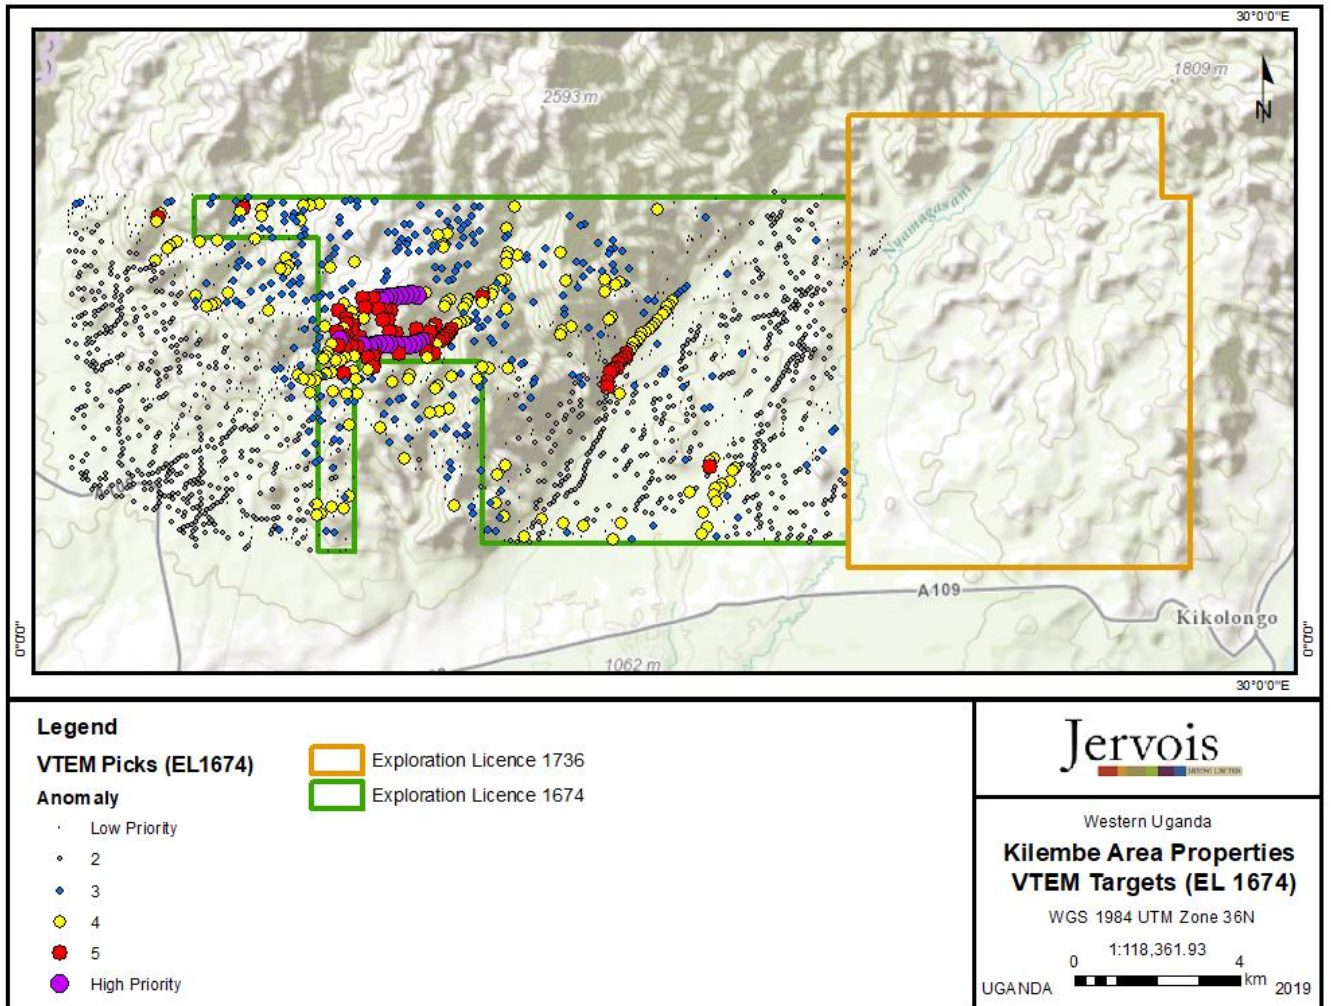 30°0'0"E
1809 m
2593 m
N
Nyamagasani
A109
Kikolongo
0°0'0"
0°0'0"
1062 m
30°0'0"E
Legend
VTEM Picks (EL1674)
Anomaly
Low Priority
2
3
4
5
High Priority
Exploration Licence 1736
Exploration Licence 1674
Jervois
MINING LIMITED
Western Uganda
Kilembe Area Properties
VTEM Targets (EL 1674)
WGS 1984 UTM Zone 36N
1:118,361.93
0 4
km
UGANDA
2019